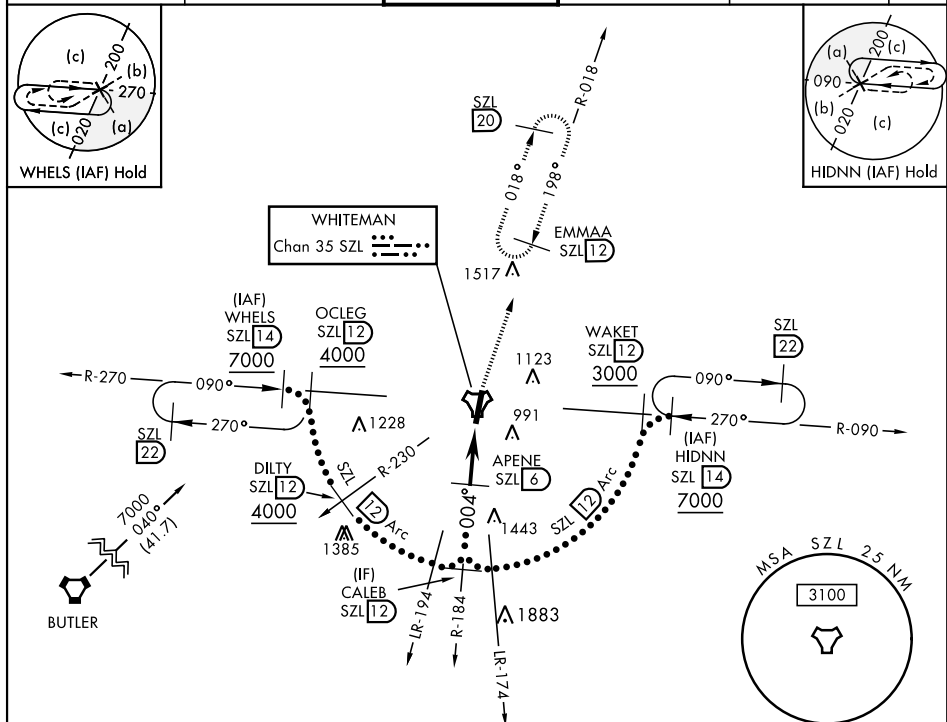 (c)
200
(b)
270
(c)
020
(a)
WHELS (IAF) Hold
R-018
SZL
20
018°
198°
EMMAA
SZL 12
1517
(a)
200
(c)
090
(b)
020
(c)
HIDNN (IAF) Hold
WHITEMAN
Chan 35 SZL
(IAF)
WHELS
SZL 14
7000
OCLEG
SZL 12
4000
WAKET
SZL 12
3000
SZL
22
1123
991
R-270
090°
270°
SZL
22
1228
090°
270°
R-090
(IAF)
HIDNN
SZL 14
7000
DILTY
SZL 12
4000
R-230
SZL 12 Arc
1385
APENE
SZL 6
004°
1443
SZL 12 Arc
7000
040°
(41.7)
BUTLER
(IF)
CALEB
SZL 12
LR-194
R-184
LR-174
1883
MSA SZL 25 NM
3100